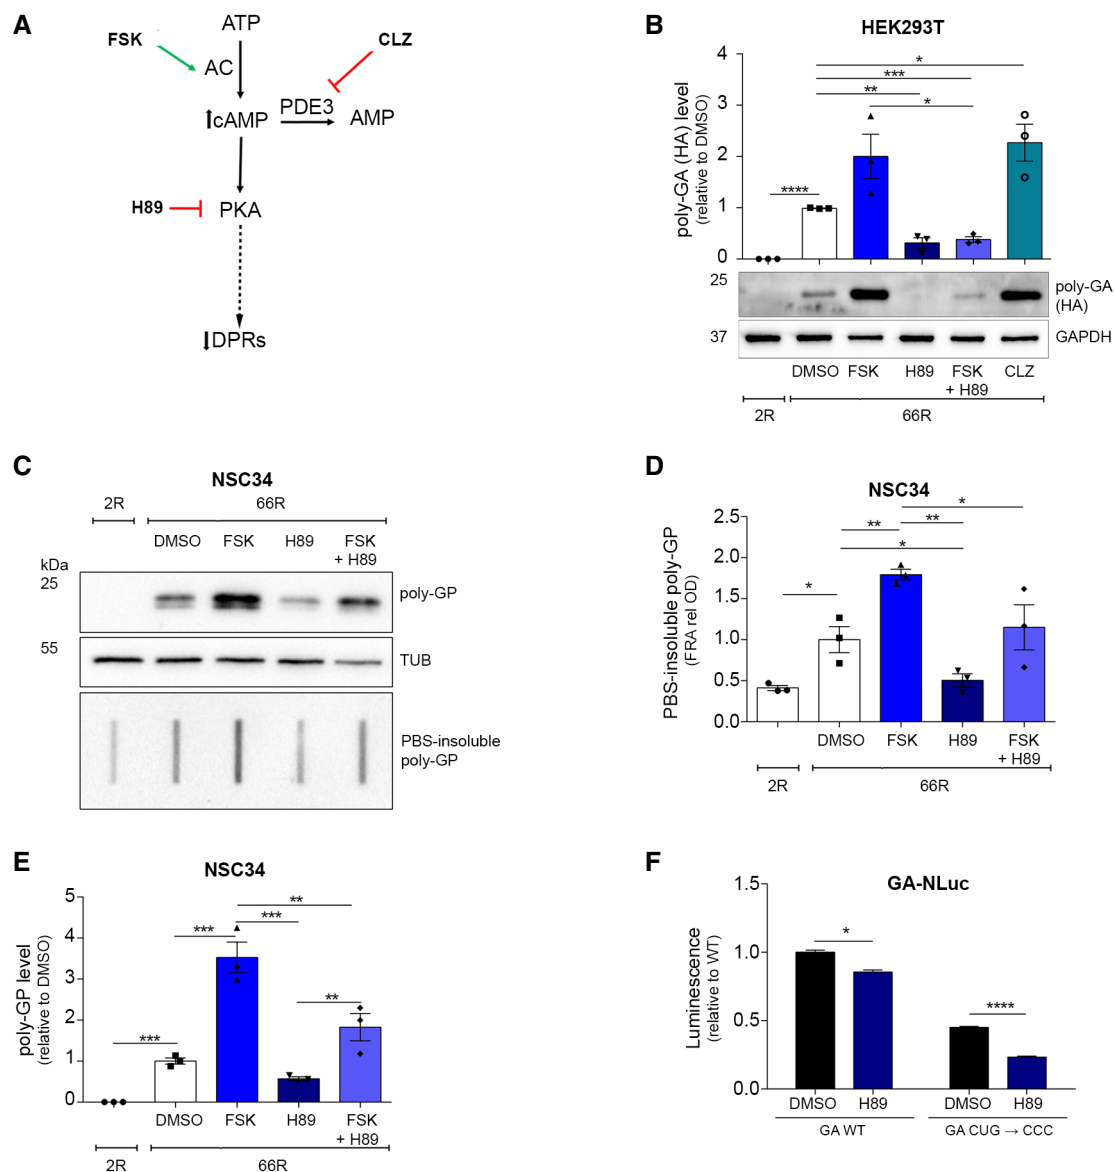 A
ATP
FSK
CLZ
AC
PDE3
cAMP
AMP
H89
PKA
DPRs
B
HEK293T
poly-GA (HA) level
(relative to DMSO)
4
3
2
1
0
*
***
**
*
****
25
poly-GA
(HA)
37
GAPDH
DMSO FSK H89 FSK CLZ
+ H89
2R
66R
C
NSC34
2R
66R
DMSO FSK H89 FSK
+ H89
kDa
25
poly-GP
55
TUB
PBS-insoluble
poly-GP
D
NSC34
PBS-insoluble poly-GP
(FRA rel OD)
2.5
2.0
1.5
1.0
0.5
0.0
*
** **
*
*
DMSO FSK H89 FSK
+ H89
2R
66R
E
NSC34
poly-GP level
(relative to DMSO)
5
4
3
2
1
0
**
***
***
**
***
DMSO FSK H89 FSK
+ H89
2R
66R
F
GA-NLuc
Luminescence
(relative to WT)
1.5
1.0
0.5
0.0
*
****
DMSO H89 DMSO H89
GA WT
GA CUG → CCC